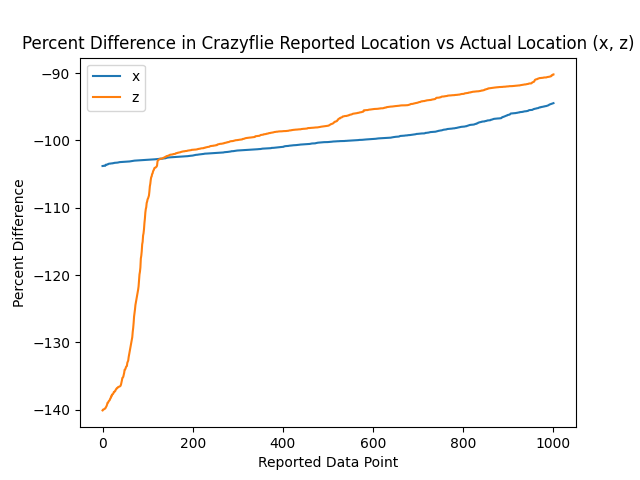 Percent Difference in Crazyflie Reported Location vs Actual Location (x, z)
x
z
−90
−100
−110
−120
−130
−140
Percent Difference
0
200
400
600
800
1000
Reported Data Point